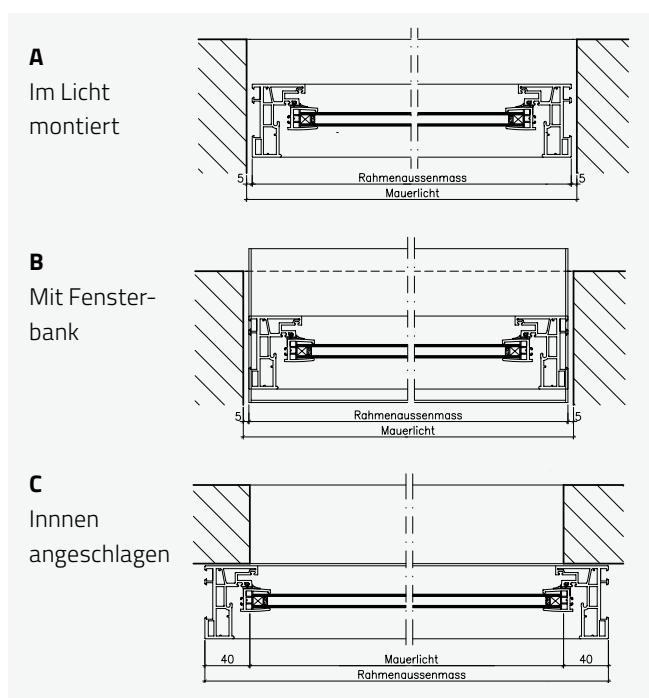 A
Im Licht
montiert
5 Rahmenaussenmass 5
Mauerlicht
B
Mit Fenster-
bank
5 Rahmenaussenmass 5
Mauerlicht
C
Innnen
angeschlagen
40 Mauerlicht 40
Rahmenaussenmass